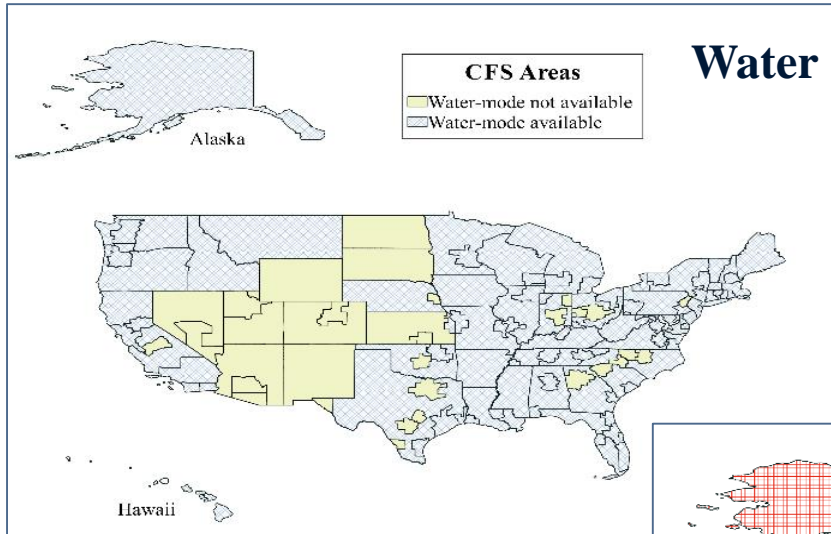 Water
CFS Areas
Water-mode not available
Water-mode available
Alaska
Hawaii